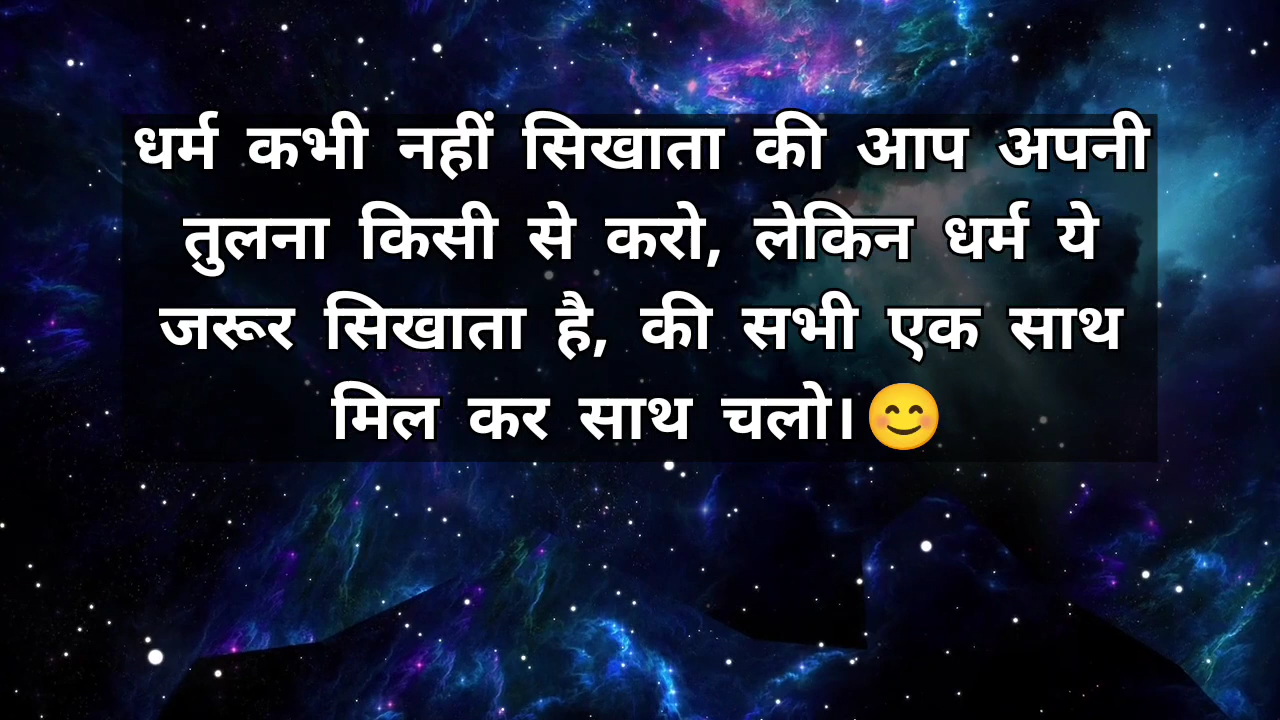 धर्म कभी नहीं सिखाता की आप अपनी
तुलना किसी से करो, लेकिन धर्म ये
जरूर सिखाता है, की सभी एक साथ
मिल कर साथ चलो।😊